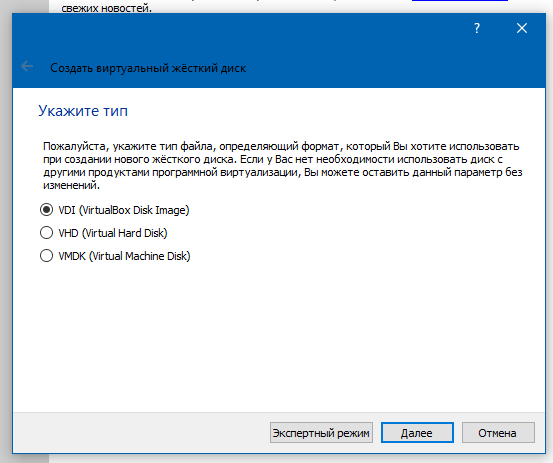 свежих новостей.
?
Создать виртуальный жёсткий диск
Укажите тип
Пожалуйста, укажите тип файла, определяющий формат, который Вы хотите использовать
при создании нового жёсткого диска. Если у Вас нет необходимости использовать диск с
другими продуктами программной виртуализации, Вы можете оставить данный параметр без
изменений.
VDI (VirtualBox Disk Image)
VHD (Virtual Hard Disk)
VMDK (Virtual Machine Disk)
Экспертный режим
Далее
Отмена